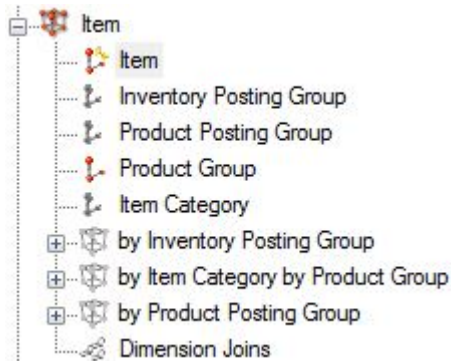 Item
Item
Inventory Posting Group
Product Posting Group
Product Group
Item Category
by Inventory Posting Group
by Item Category by Product Group
by Product Posting Group
Dimension Joins